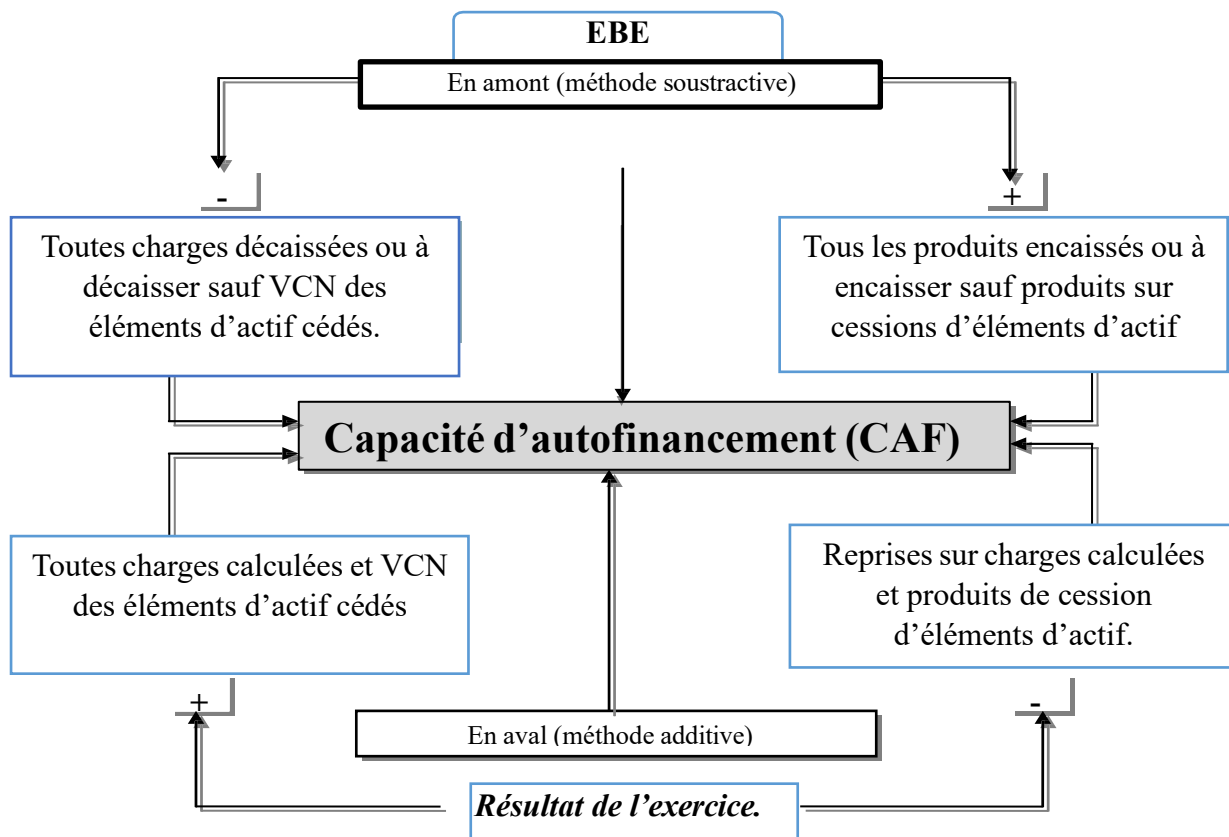 EBE
En amont (méthode soustractive)
-
+
Toutes charges décaissées ou à
décaisser sauf VCN des
éléments d’actif cédés.
Tous les produits encaissés ou à
encaisser sauf produits sur
cessions d’éléments d’actif
Capacité d’autofinancement (CAF)
Toutes charges calculées et VCN
des éléments d’actif cédés
Reprises sur charges calculées
et produits de cession
d’éléments d’actif.
+
-
En aval (méthode additive)
Résultat de l’exercice.